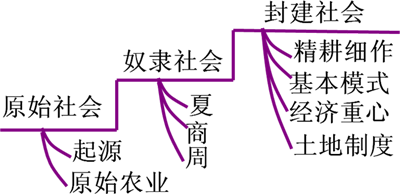 封建社会
精耕细作
基本模式
经济重心
土地制度
奴隶社会
夏
商
周
原始社会
起源
原始农业